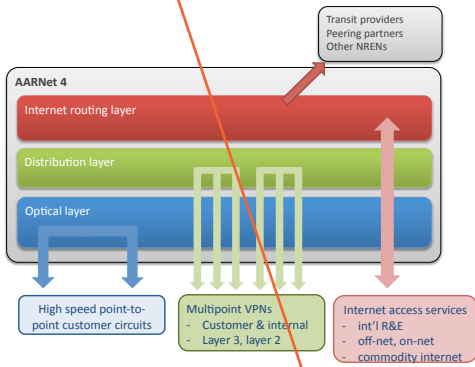 Transit providers
Peering partners
Other NRENs
AARNet 4
Internet routing layer
Distribution layer
Optical layer
High speed point-to-
point customer circuits
Multipoint VPNs
- Customer & internal
- Layer 3, layer 2
Internet access services
- int'l R&E
- off-net, on-net
- commodity internet